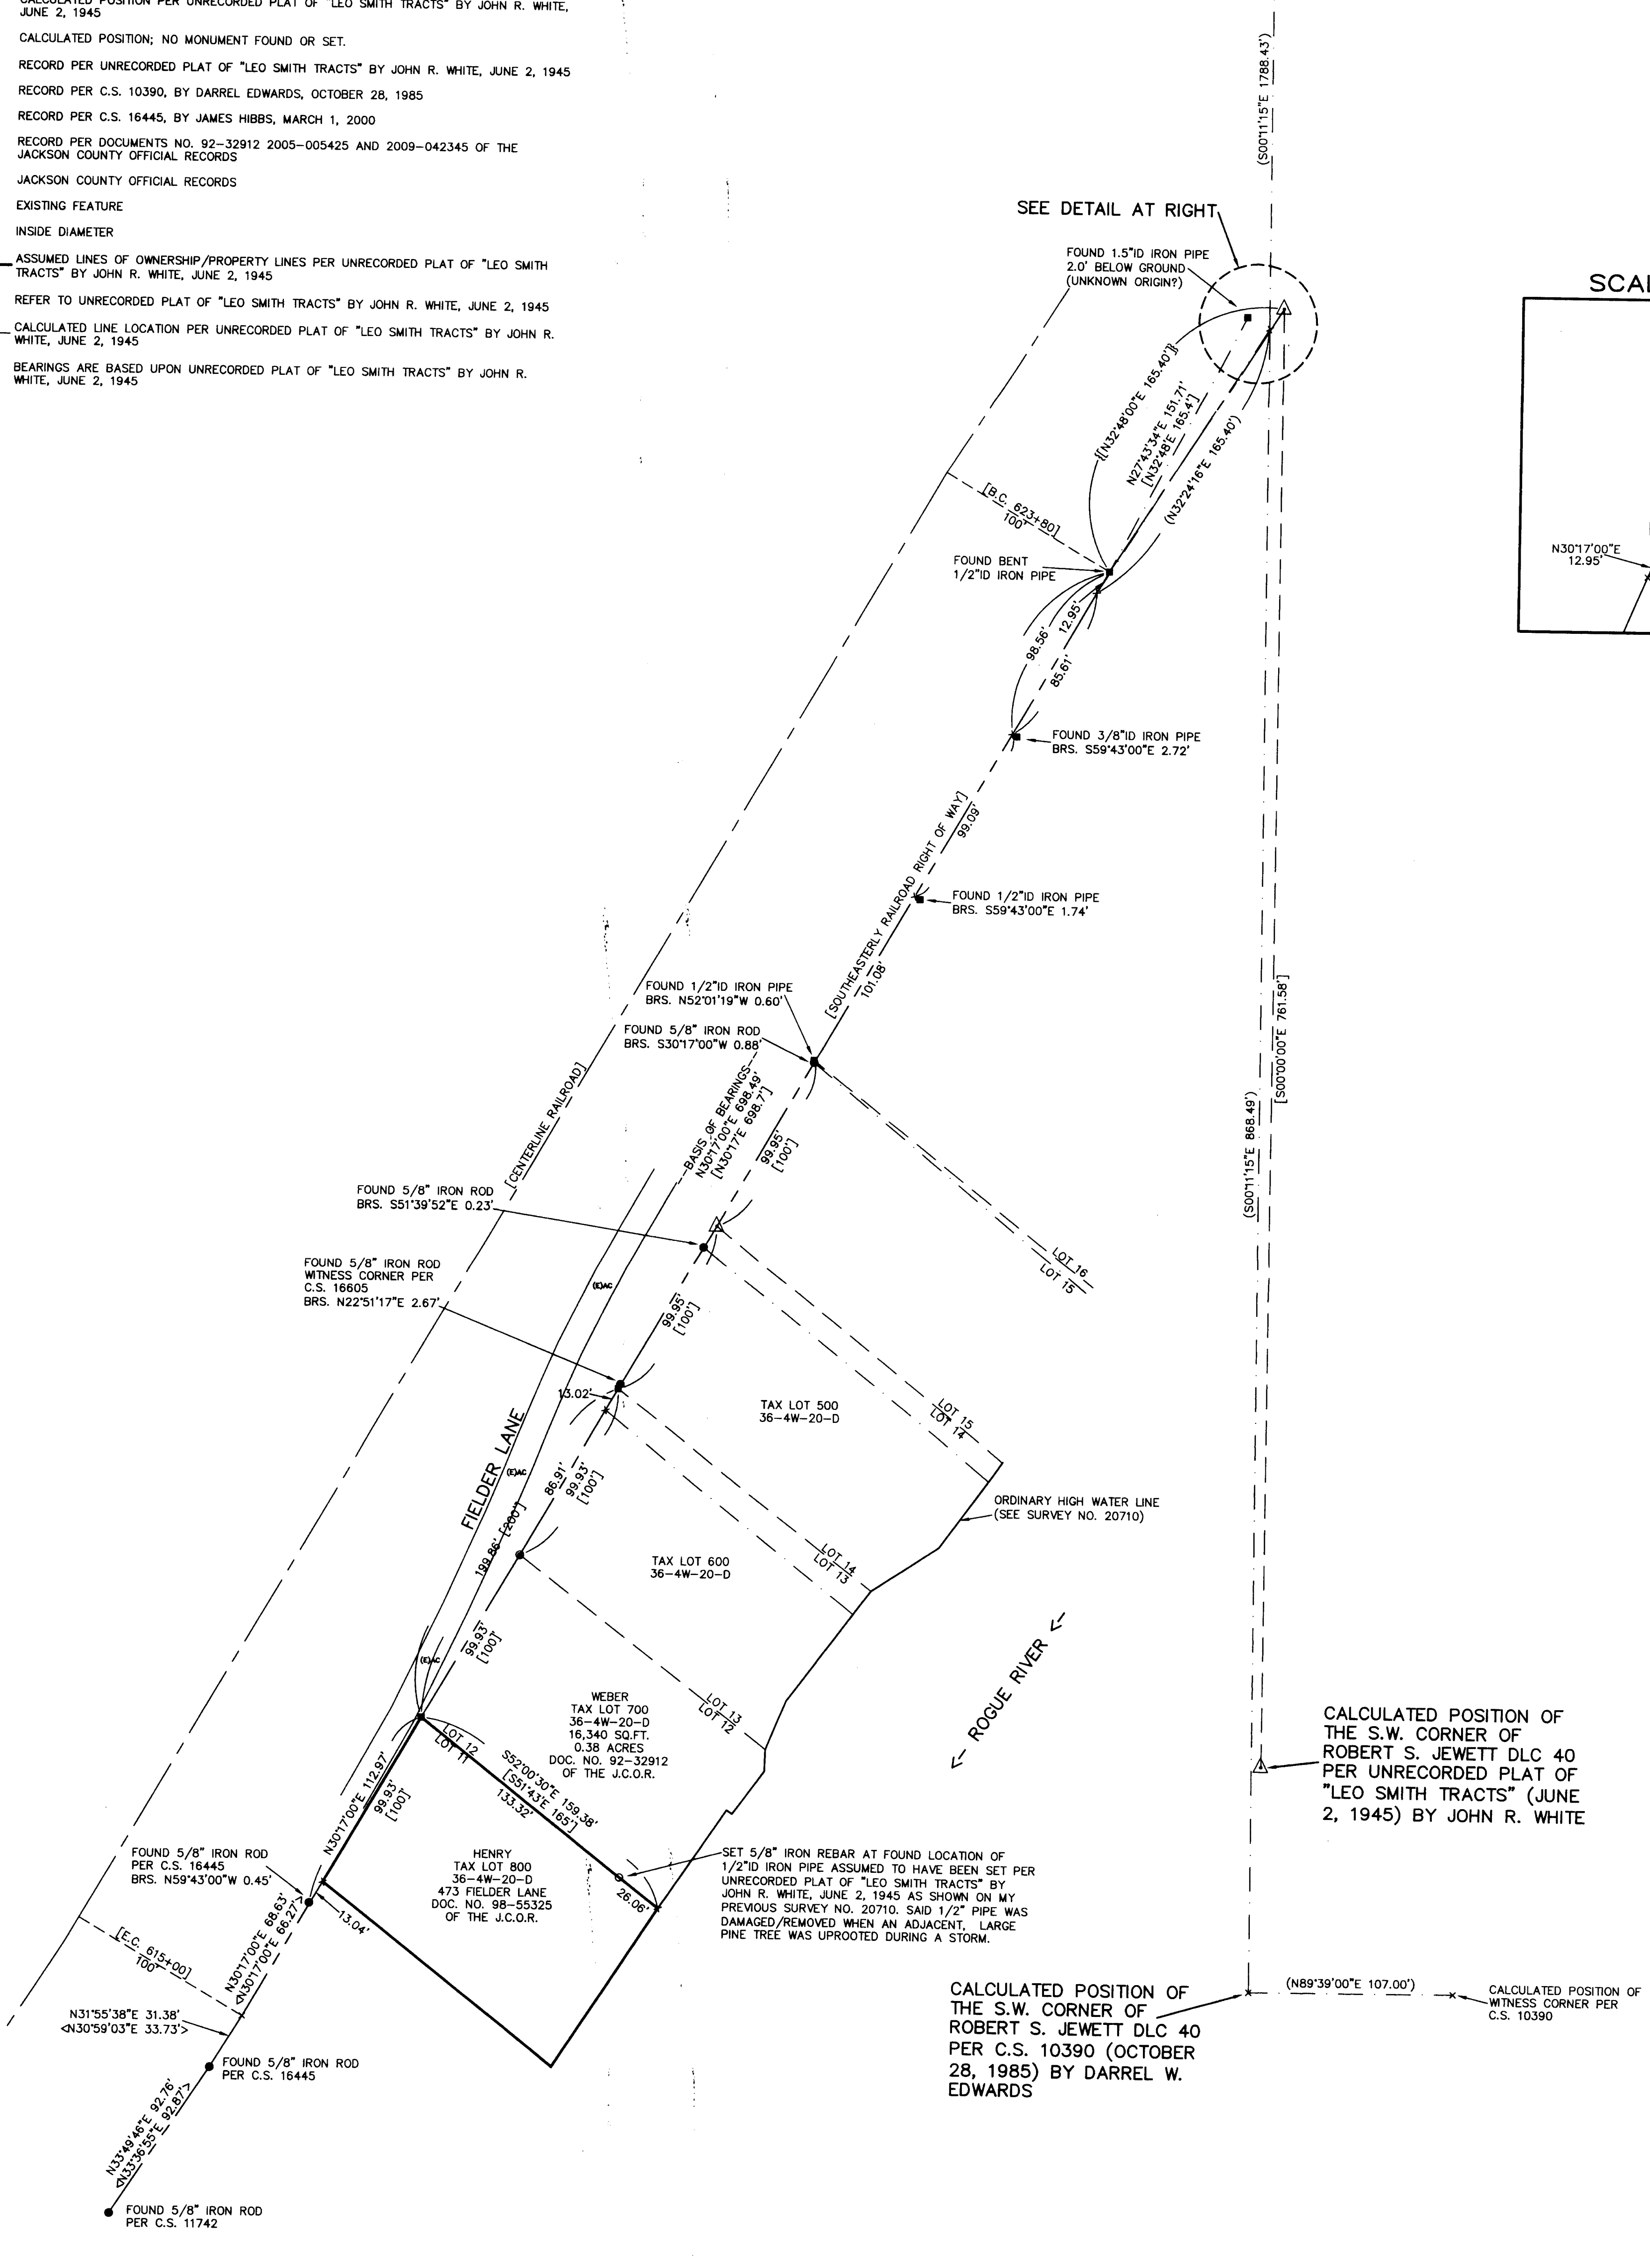 CALCULATED POSITION PER UNRECORDED PLAT OF "LEO SMITH TRACTS" BY JOHN R. WHITE,
JUNE 2, 1945
CALCULATED POSITION; NO MONUMENT FOUND OR SET.
RECORD PER UNRECORDED PLAT OF "LEO SMITH TRACTS" BY JOHN R. WHITE, JUNE 2, 1945
RECORD PER C.S. 10390, BY DARREL EDWARDS, OCTOBER 28, 1985
RECORD PER C.S. 16445, BY JAMES HIBBS, MARCH 1, 2000
RECORD PER DOCUMENTS NO. 92-32912 2005-005425 AND 2009-042345 OF THE
JACKSON COUNTY OFFICIAL RECORDS
JACKSON COUNTY OFFICIAL RECORDS
EXISTING FEATURE
INSIDE DIAMETER
ASSUMED LINES OF OWNERSHIP/PROPERTY LINES PER UNRECORDED PLAT OF "LEO SMITH
TRACTS" BY JOHN R. WHITE, JUNE 2, 1945
REFER TO UNRECORDED PLAT OF "LEO SMITH TRACTS" BY JOHN R. WHITE, JUNE 2, 1945
CALCULATED LINE LOCATION PER UNRECORDED PLAT OF "LEO SMITH TRACTS" BY JOHN R.
WHITE, JUNE 2, 1945
BEARINGS ARE BASED UPON UNRECORDED PLAT OF "LEO SMITH TRACTS" BY JOHN R.
WHITE, JUNE 2, 1945
(S00°11'15"E 1788.43')
SEE DETAIL AT RIGHT
FOUND 1.5"ID IRON PIPE
2.0' BELOW GROUND
(UNKNOWN ORIGIN?)
SCAL
N30°17'00"E
12.95'
{[N32°48'00"E 165.40']}
N27°43'34"E 151.71'
[N32°48'E 165.4']
(N32°24'16"E 165.40')
[B.C. 623+80]
100'
FOUND BENT
1/2"ID IRON PIPE
98.56'
12.95'
85.61'
FOUND 3/8"ID IRON PIPE
BRS. S59°43'00"E 2.72'
[SOUTHEASTERLY RAILROAD RIGHT OF WAY]
99.09'
FOUND 1/2"ID IRON PIPE
BRS. S59°43'00"E 1.74'
101.08'
FOUND 1/2"ID IRON PIPE
BRS. N52°01'19"W 0.60'
FOUND 5/8" IRON ROD
BRS. S30°17'00"W 0.88'
[S00°00'00"E 761.58']
(S00°11'15"E 868.49')
[CENTERLINE RAILROAD]
BASIS OF BEARINGS
N30°17'00"E 698.49'
[N30°17'E 698.7']
99.95'
[100']
FOUND 5/8" IRON ROD
BRS. S51°39'52"E 0.23'
LOT 16
LOT 15
FOUND 5/8" IRON ROD
WITNESS CORNER PER
C.S. 16605
BRS. N22°51'17"E 2.67'
(E)AC
99.95'
[100']
13.02'
TAX LOT 500
36-4W-20-D
LOT 15
LOT 14
FIELDER LANE
(E)AC
86.91'
99.93'
[100']
ORDINARY HIGH WATER LINE
(SEE SURVEY NO. 20710)
199.86' [200']
TAX LOT 600
36-4W-20-D
LOT 14
LOT 13
99.93'
[100']
(E)AC
ROGUE RIVER
WEBER
TAX LOT 700
36-4W-20-D
16,340 SQ.FT.
0.38 ACRES
DOC. NO. 92-32912
OF THE J.C.O.R.
LOT 13
LOT 12
CALCULATED POSITION OF
THE S.W. CORNER OF
ROBERT S. JEWETT DLC 40
PER UNRECORDED PLAT OF
"LEO SMITH TRACTS" (JUNE
2, 1945) BY JOHN R. WHITE
LOT 12
LOT 11
S52°00'30"E 159.38'
[S51°43'E 165']
133.32'
N30°17'00"E 112.97'
99.93'
[100']
FOUND 5/8" IRON ROD
PER C.S. 16445
BRS. N59°43'00"W 0.45'
HENRY
TAX LOT 800
36-4W-20-D
473 FIELDER LANE
DOC. NO. 98-55325
OF THE J.C.O.R.
26.06'
SET 5/8" IRON REBAR AT FOUND LOCATION OF
1/2"ID IRON PIPE ASSUMED TO HAVE BEEN SET PER
UNRECORDED PLAT OF "LEO SMITH TRACTS" BY
JOHN R. WHITE, JUNE 2, 1945 AS SHOWN ON MY
PREVIOUS SURVEY NO. 20710. SAID 1/2" PIPE WAS
DAMAGED/REMOVED WHEN AN ADJACENT, LARGE
PINE TREE WAS UPROOTED DURING A STORM.
13.04'
N30°17'00"E 68.63'
<N30°17'00"E 66.27'>
[E.C. 615+00]
100'
N31°55'38"E 31.38'
<N30°59'03"E 33.73'>
CALCULATED POSITION OF
THE S.W. CORNER OF
ROBERT S. JEWETT DLC 40
PER C.S. 10390 (OCTOBER
28, 1985) BY DARREL W.
EDWARDS
(N89°39'00"E 107.00')
CALCULATED POSITION OF
WITNESS CORNER PER
C.S. 10390
FOUND 5/8" IRON ROD
PER C.S. 16445
N33°49'46"E 92.76'
<N33°36'55"E 92.87'>
FOUND 5/8" IRON ROD
PER C.S. 11742